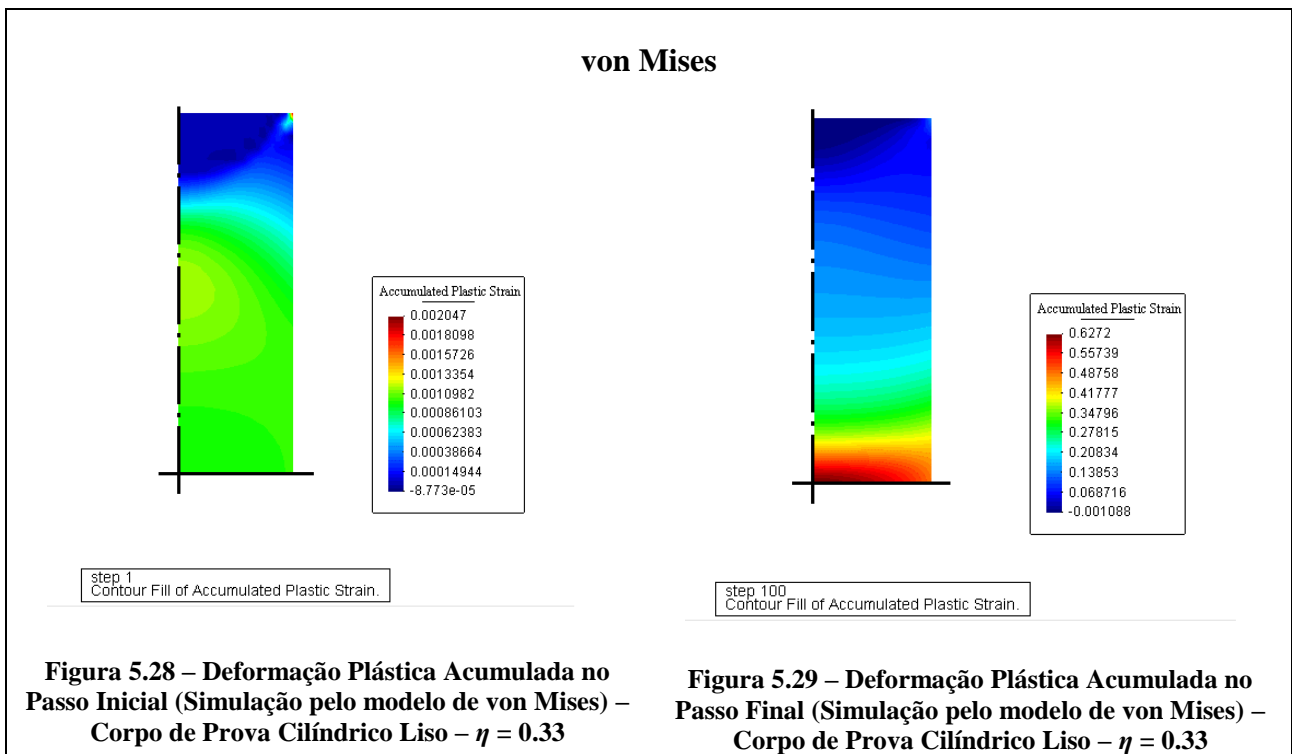 von Mises
Accumulated Plastic Strain
0.002047
0.0018098
0.0015726
0.0013354
0.0010982
0.00086103
0.00062383
0.00038664
0.00014944
-8.773e-05
step 1
Contour Fill of Accumulated Plastic Strain.
Figura 5.28 – Deformação Plástica Acumulada no
Passo Inicial (Simulação pelo modelo de von Mises) –
Corpo de Prova Cilíndrico Liso – η = 0.33
Accumulated Plastic Strain
0.6272
0.55739
0.48758
0.41777
0.34796
0.27815
0.20834
0.13853
0.068716
-0.001088
step 100
Contour Fill of Accumulated Plastic Strain.
Figura 5.29 – Deformação Plástica Acumulada no
Passo Final (Simulação pelo modelo de von Mises) –
Corpo de Prova Cilíndrico Liso – η = 0.33